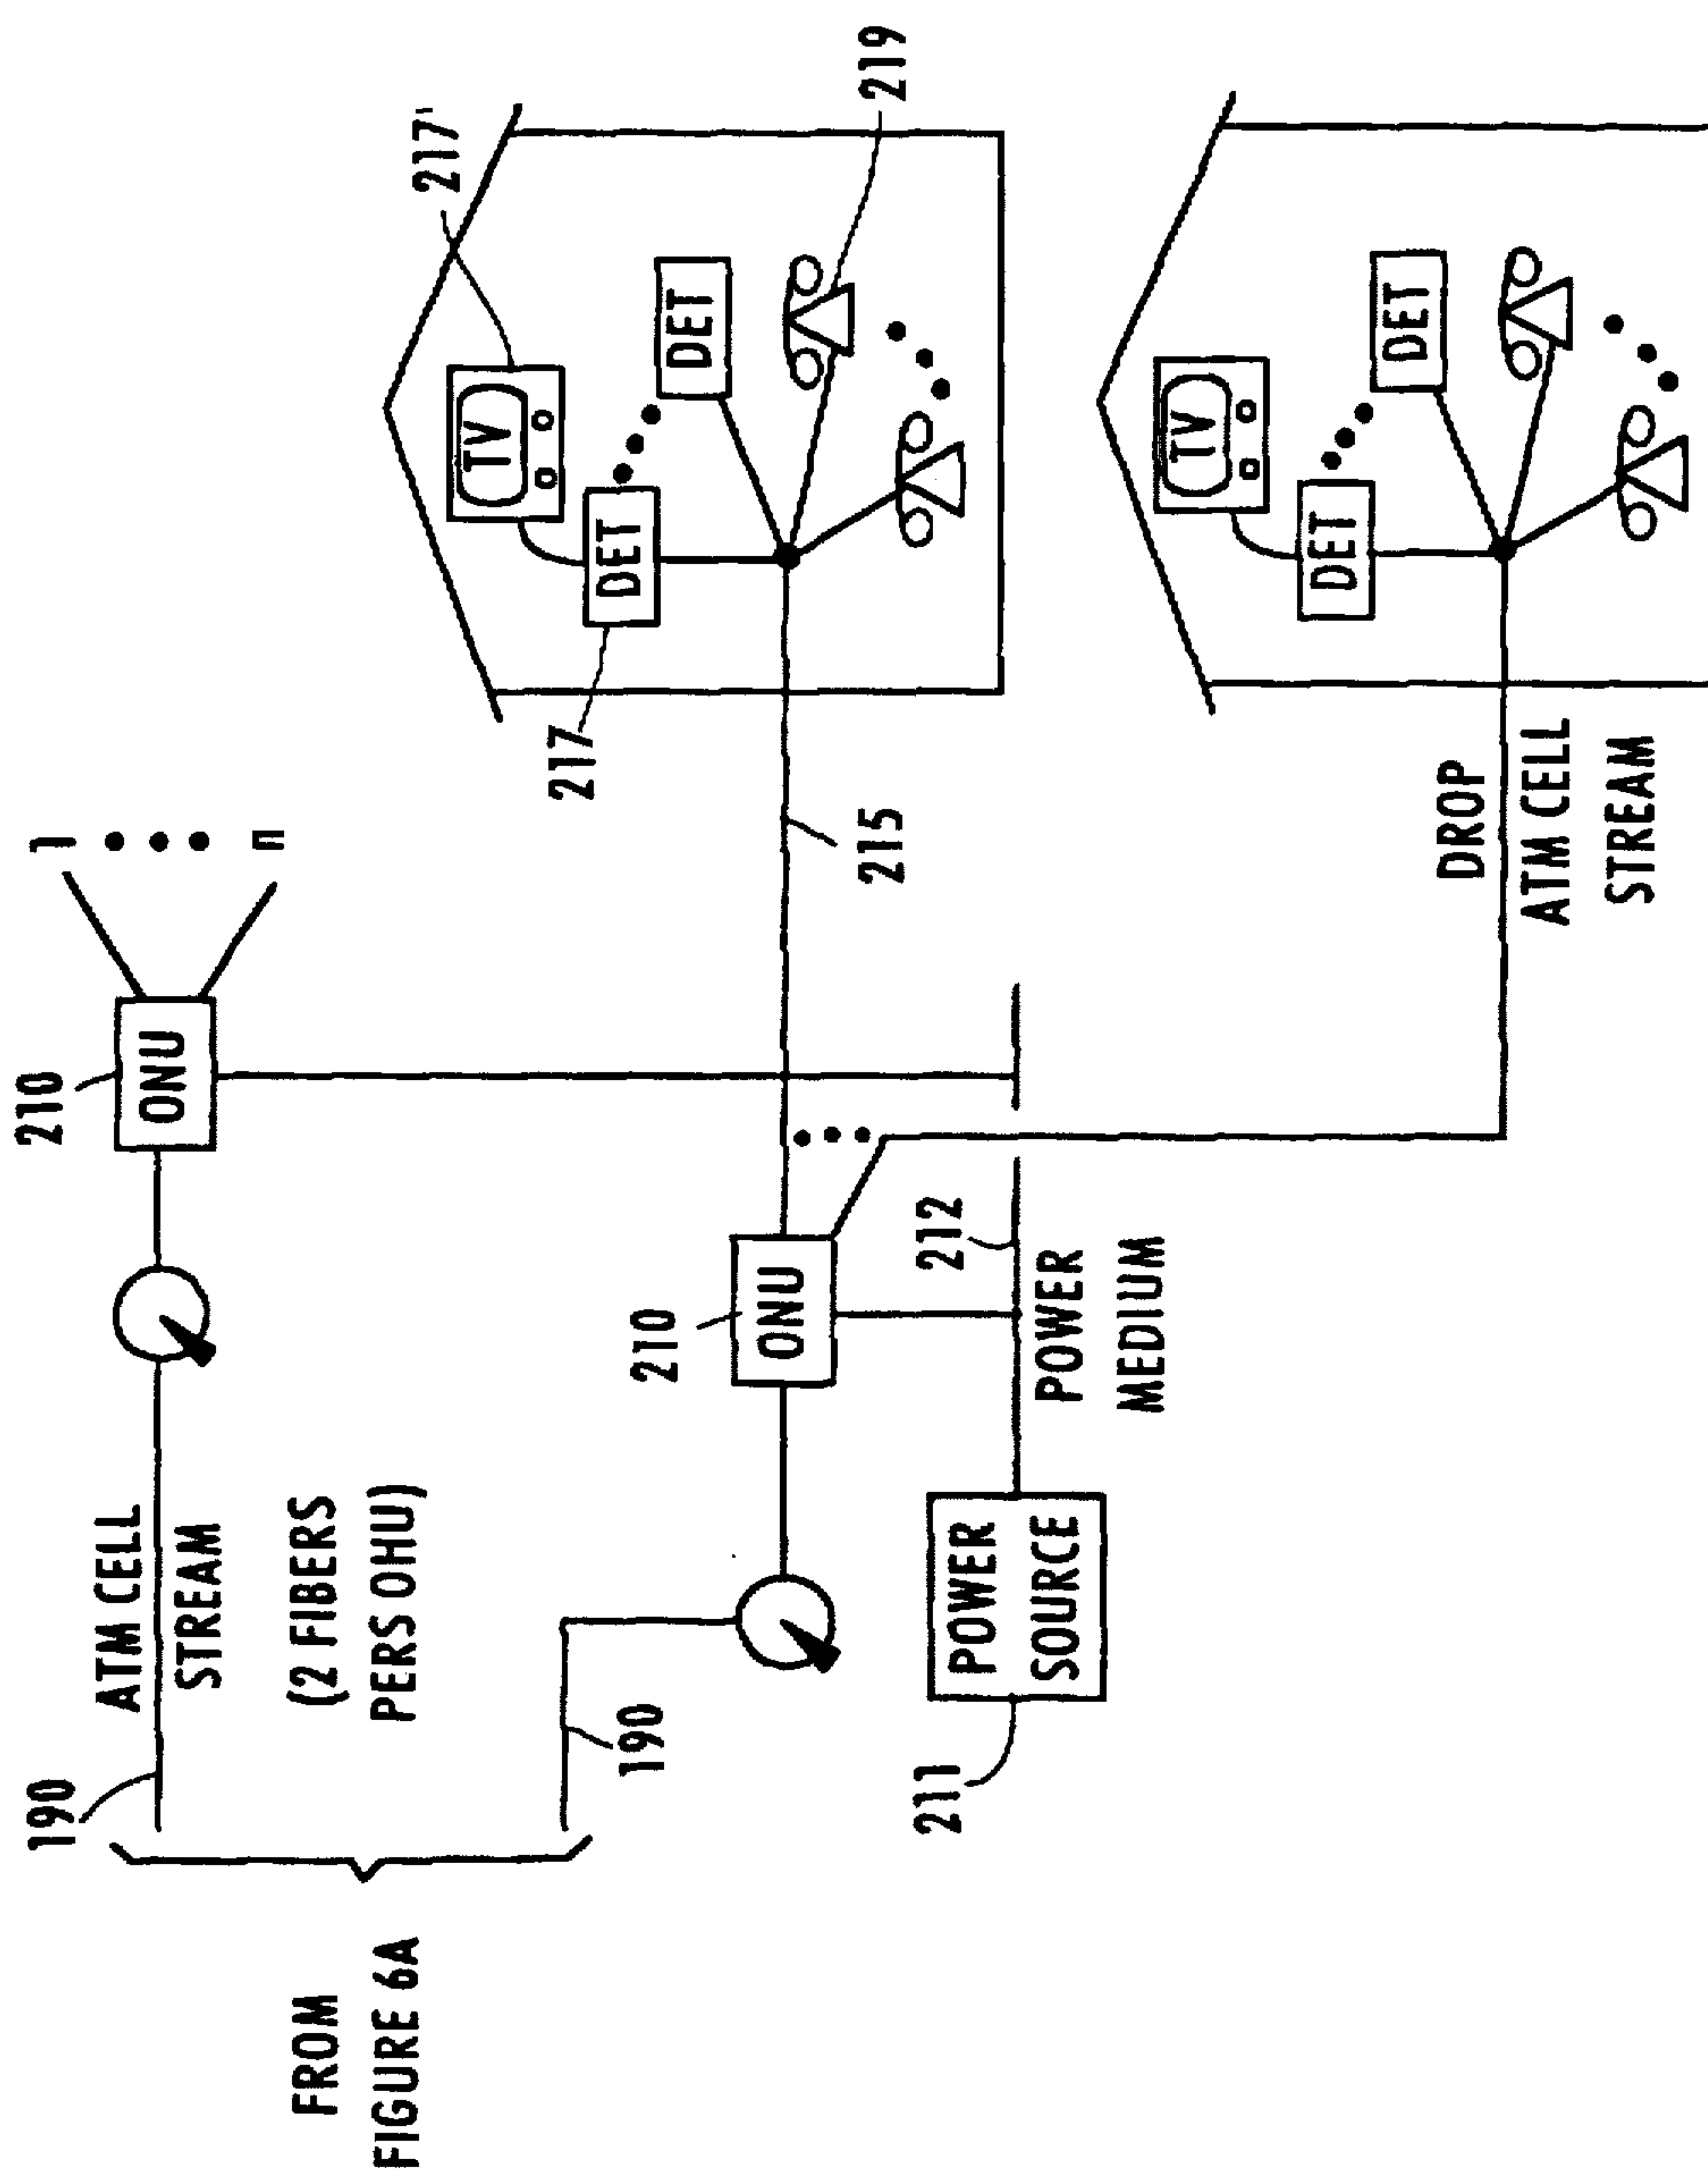 190
210
1
ATM CELL
STREAM
ONU
n
FROM
FIGURE 6A
(2 FIBERS
PERS OHU)
217'
TV
217
DET
DET
190
210
ONU
215
219
211
POWER
SOURCE
212
POWER
MEDIUM
TV
DET
DET
DROP
ATM CELL
STREAM